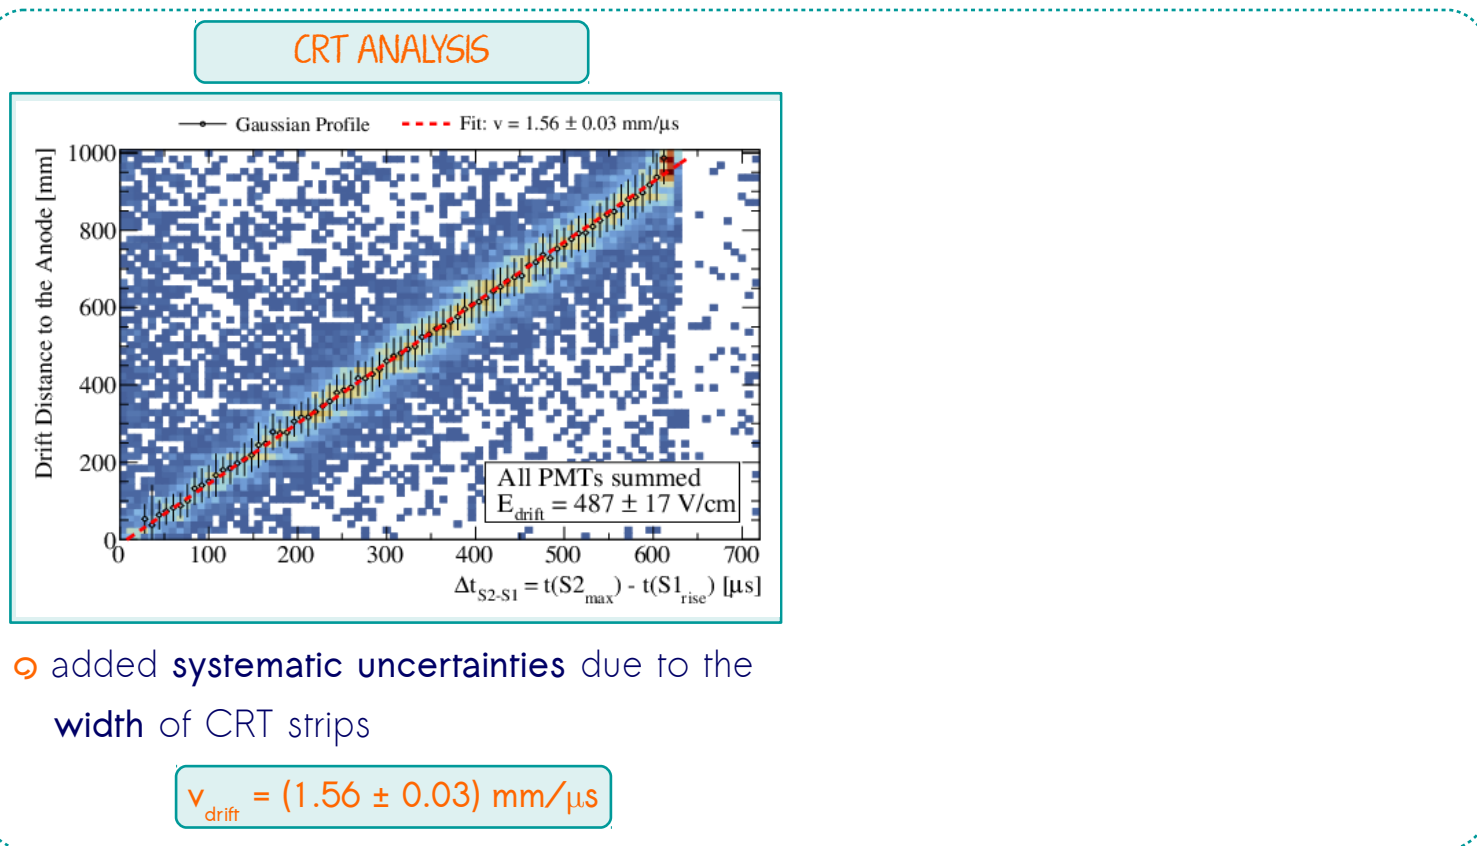 CRT ANALYSIS
Gaussian Profile
Fit: v = 1.56 ± 0.03 mm/μs
Drift Distance to the Anode [mm]
1000
800
600
400
200
0
All PMTs summed
E_drift = 487 ± 17 V/cm
0 100 200 300 400 500 600 700
Δt_S2-S1 = t(S2_max) - t(S1_rise) [μs]
added systematic uncertainties due to the
width of CRT strips
v_drift = (1.56 ± 0.03) mm/μs